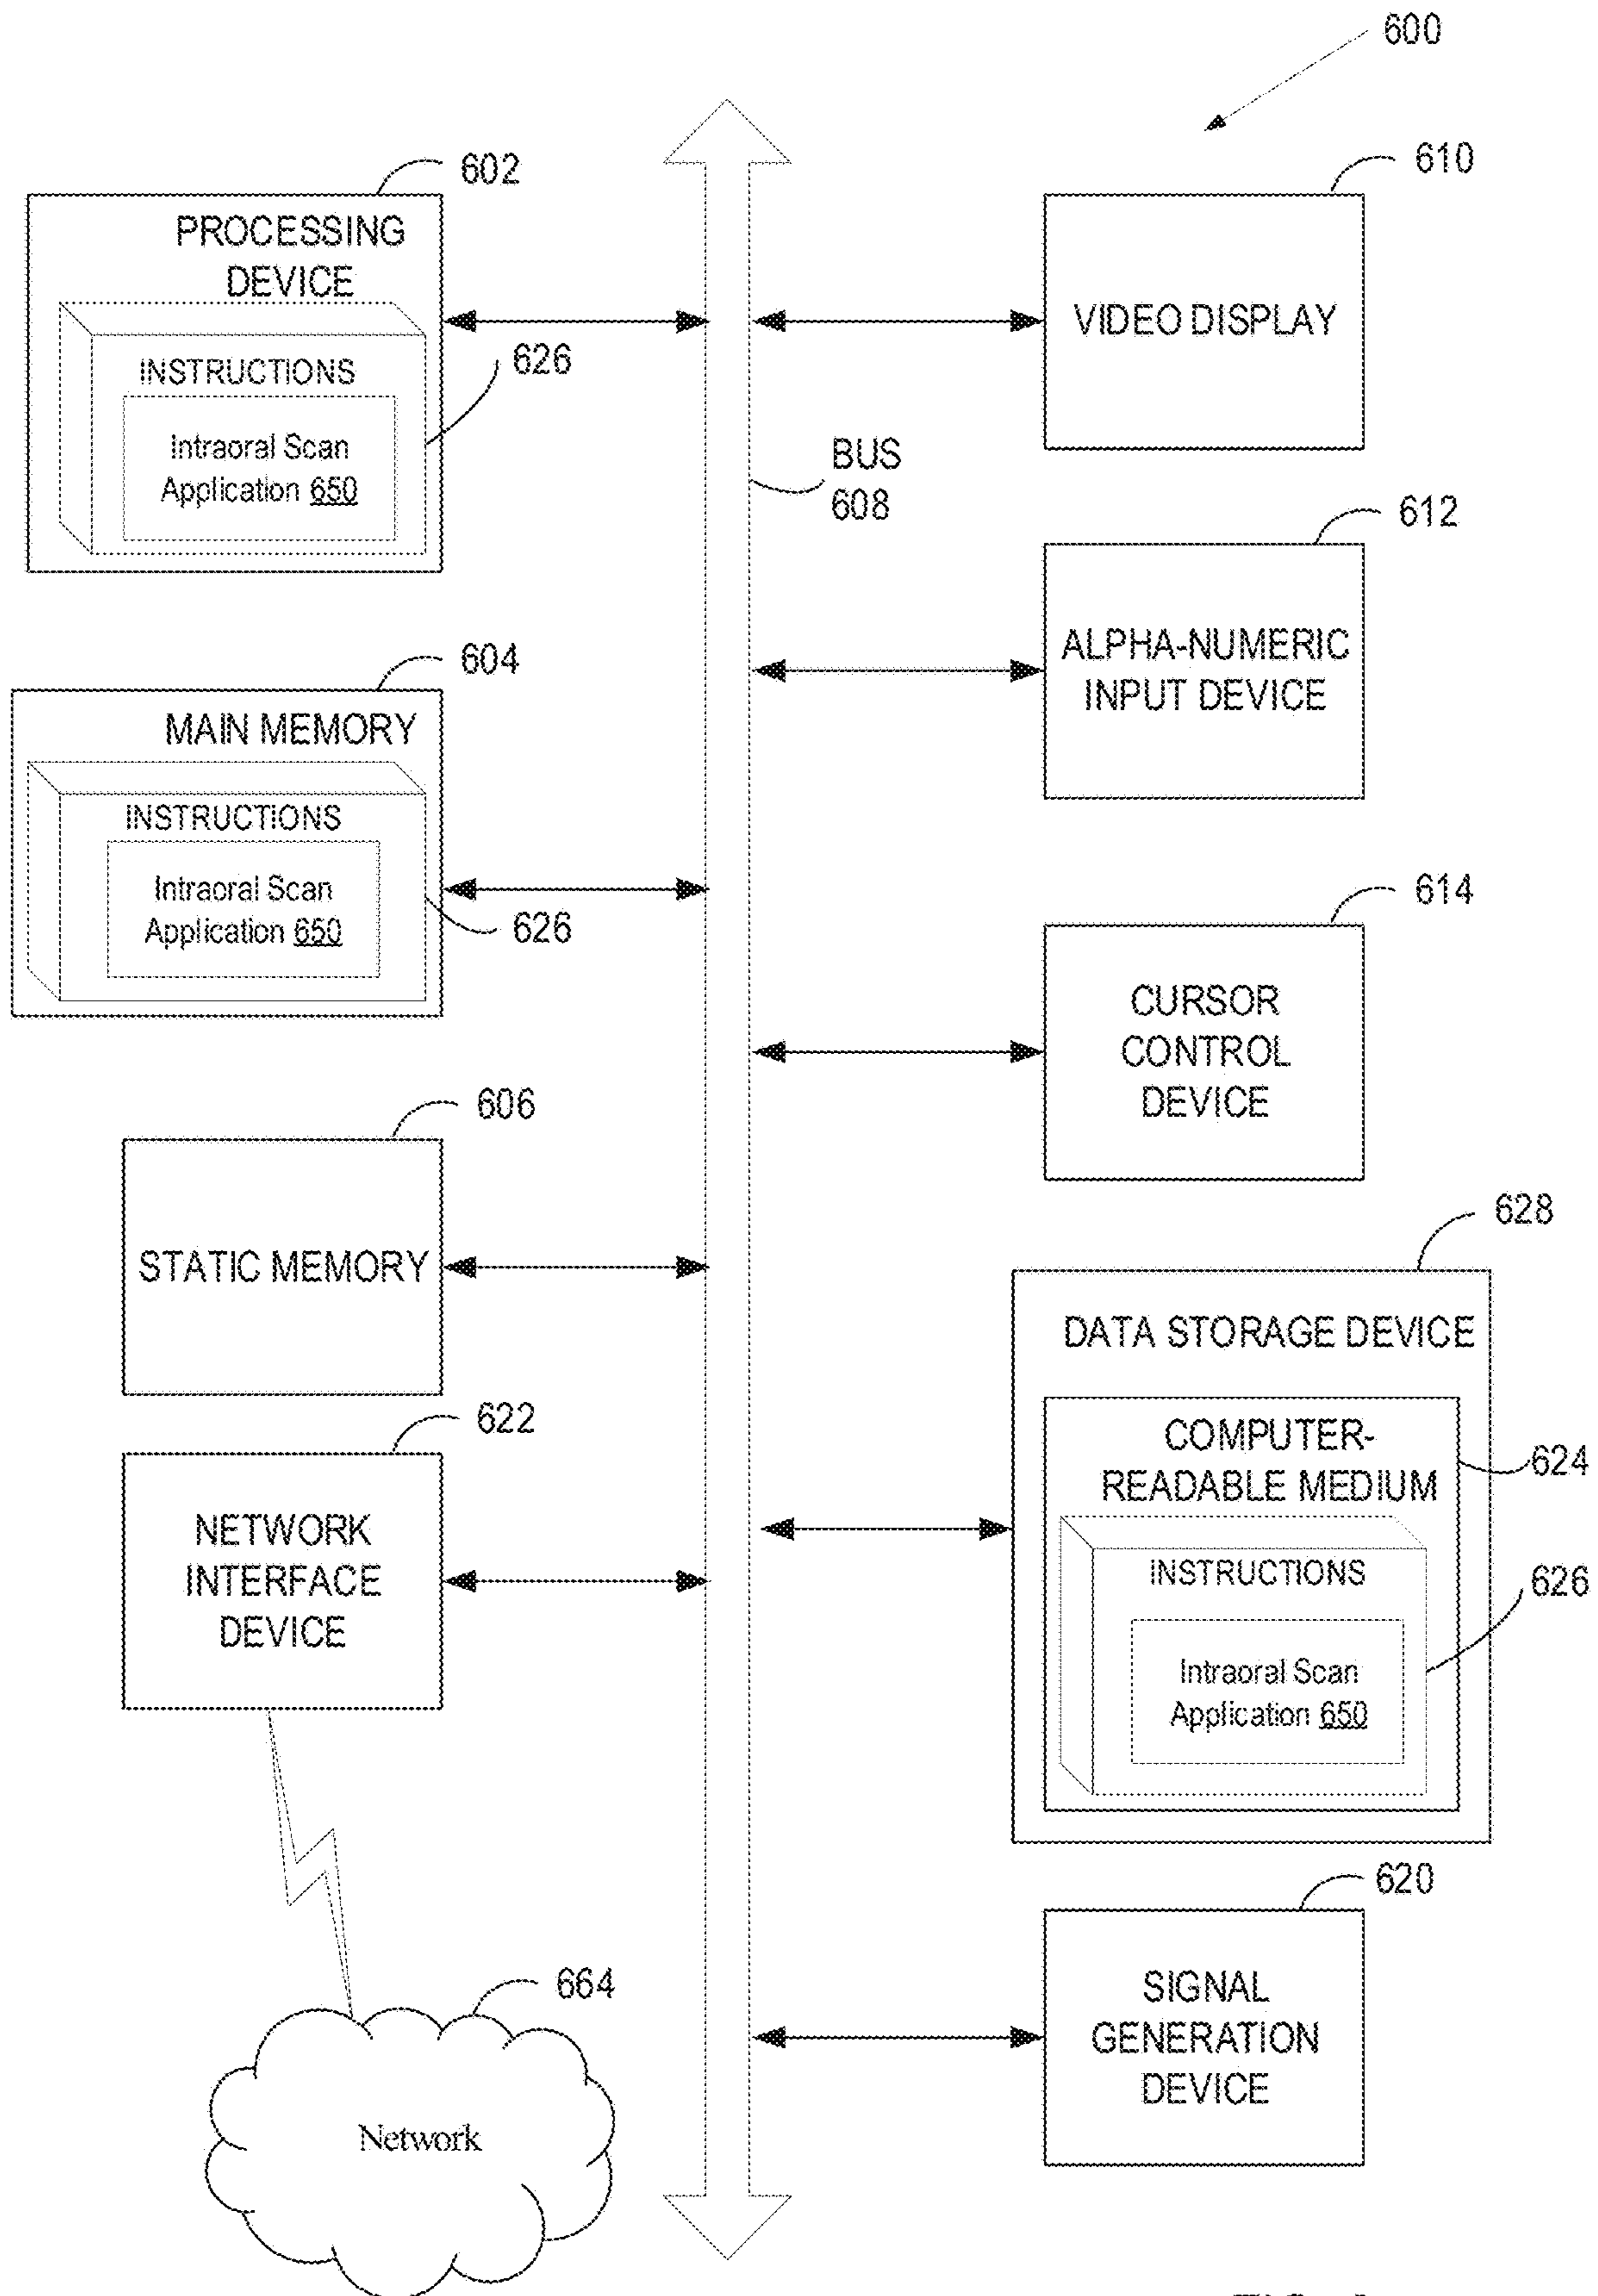 600
602
PROCESSING
DEVICE
INSTRUCTIONS
626
Intraoral Scan
Application 650
604
MAIN MEMORY
INSTRUCTIONS
Intraoral Scan
Application 650
626
606
STATIC MEMORY
622
NETWORK
INTERFACE
DEVICE
664
Network
BUS
608
610
VIDEO DISPLAY
612
ALPHA-NUMERIC
INPUT DEVICE
614
CURSOR
CONTROL
DEVICE
628
DATA STORAGE DEVICE
COMPUTER-
READABLE MEDIUM
624
INSTRUCTIONS
626
Intraoral Scan
Application 650
620
SIGNAL
GENERATION
DEVICE